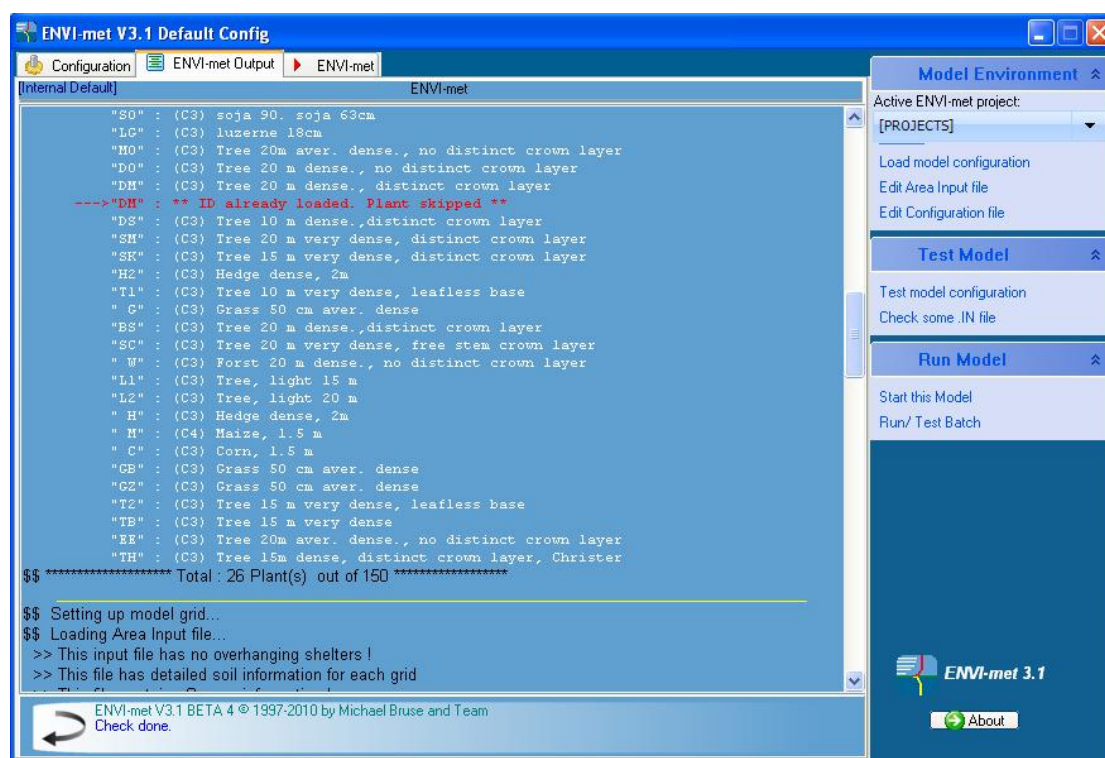 ENVI-met V3.1 Default Config
Configuration
ENVI-met Output
ENVI-met
[Internal Default]
ENVI-met
"SO" : (C3) soja 90. soja 63cm
"LG" : (C3) luzerne 18cm
"MO" : (C3) Tree 20m aver. dense., no distinct crown layer
"DO" : (C3) Tree 20 m dense., no distinct crown layer
"DM" : (C3) Tree 20 m dense., distinct crown layer
--->"DM" : ** ID already loaded. Plant skipped **
"DS" : (C3) Tree 10 m dense.,distinct crown layer
"SM" : (C3) Tree 20 m very dense, distinct crown layer
"SK" : (C3) Tree 15 m very dense, distinct crown layer
"H2" : (C3) Hedge dense, 2m
"T1" : (C3) Tree 10 m very dense, leafless base
" G" : (C3) Grass 50 cm aver. dense
"BS" : (C3) Tree 20 m dense.,distinct crown layer
"SC" : (C3) Tree 20 m very dense, free stem crown layer
" W" : (C3) Forst 20 m dense., no distinct crown layer
"L1" : (C3) Tree, light 15 m
"L2" : (C3) Tree, light 20 m
" H" : (C3) Hedge dense, 2m
" M" : (C4) Maize, 1.5 m
" C" : (C3) Corn, 1.5 m
"GB" : (C3) Grass 50 cm aver. dense
"GZ" : (C3) Grass 50 cm aver. dense
"T2" : (C3) Tree 15 m very dense, leafless base
"TB" : (C3) Tree 15 m very dense
"EE" : (C3) Tree 20m aver. dense., no distinct crown layer
"TH" : (C3) Tree 15m dense, distinct crown layer, Christer
$$ ******************** Total : 26 Plant(s) out of 150 ******************
$$ Setting up model grid...
$$ Loading Area Input file...
>> This input file has no overhanging shelters !
>> This file has detailed soil information for each grid
ENVI-met V3.1 BETA 4 © 1997-2010 by Michael Bruse and Team
Check done.
Model Environment
Active ENVI-met project:
[PROJECTS]
Load model configuration
Edit Area Input file
Edit Configuration file
Test Model
Test model configuration
Check some .IN file
Run Model
Start this Model
Run/ Test Batch
ENVI-met 3.1
About